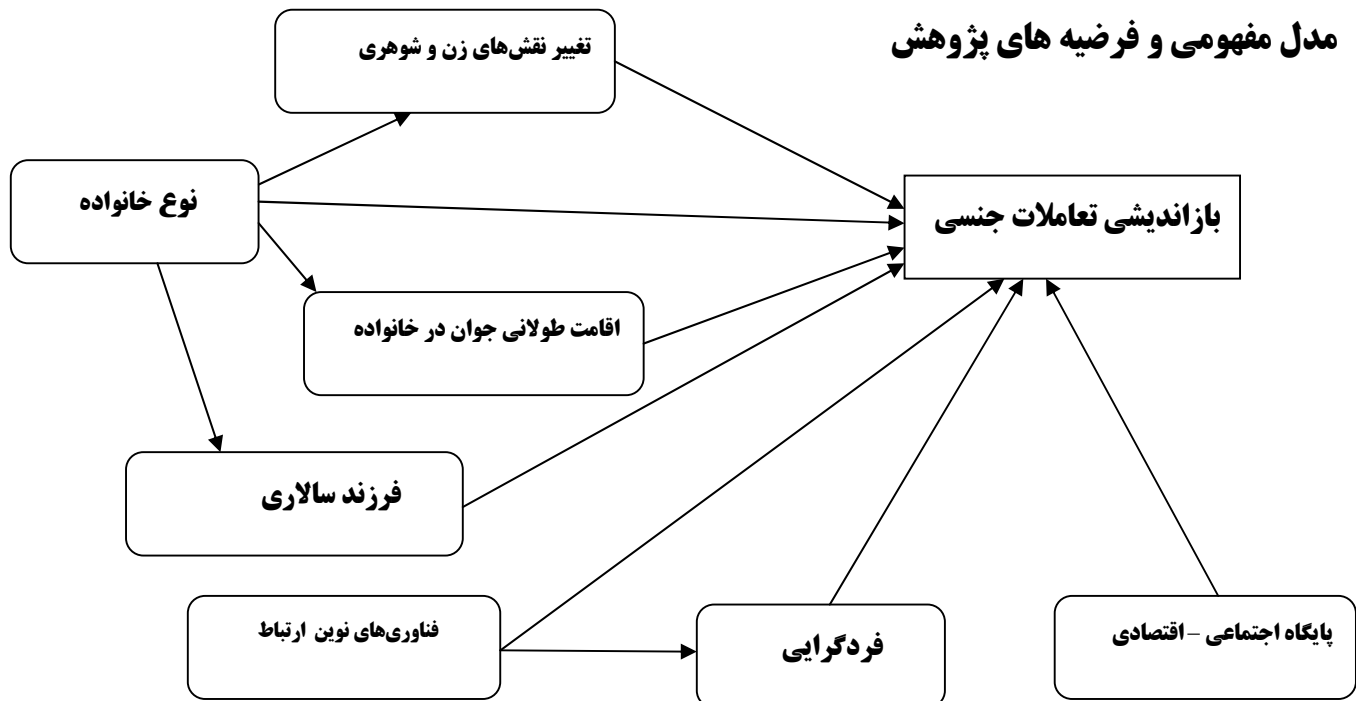 مدل مفهومی و فرضیه های پژوهش
تغییر نقش‌های زن و شوهری
نوع خانواده
بازاندیشی تعاملات جنسی
اقامت طولانی جوان در خانواده
فرزند سالاری
فناوری‌های نوین ارتباط
فردگرایی
پایگاه اجتماعی – اقتصادی